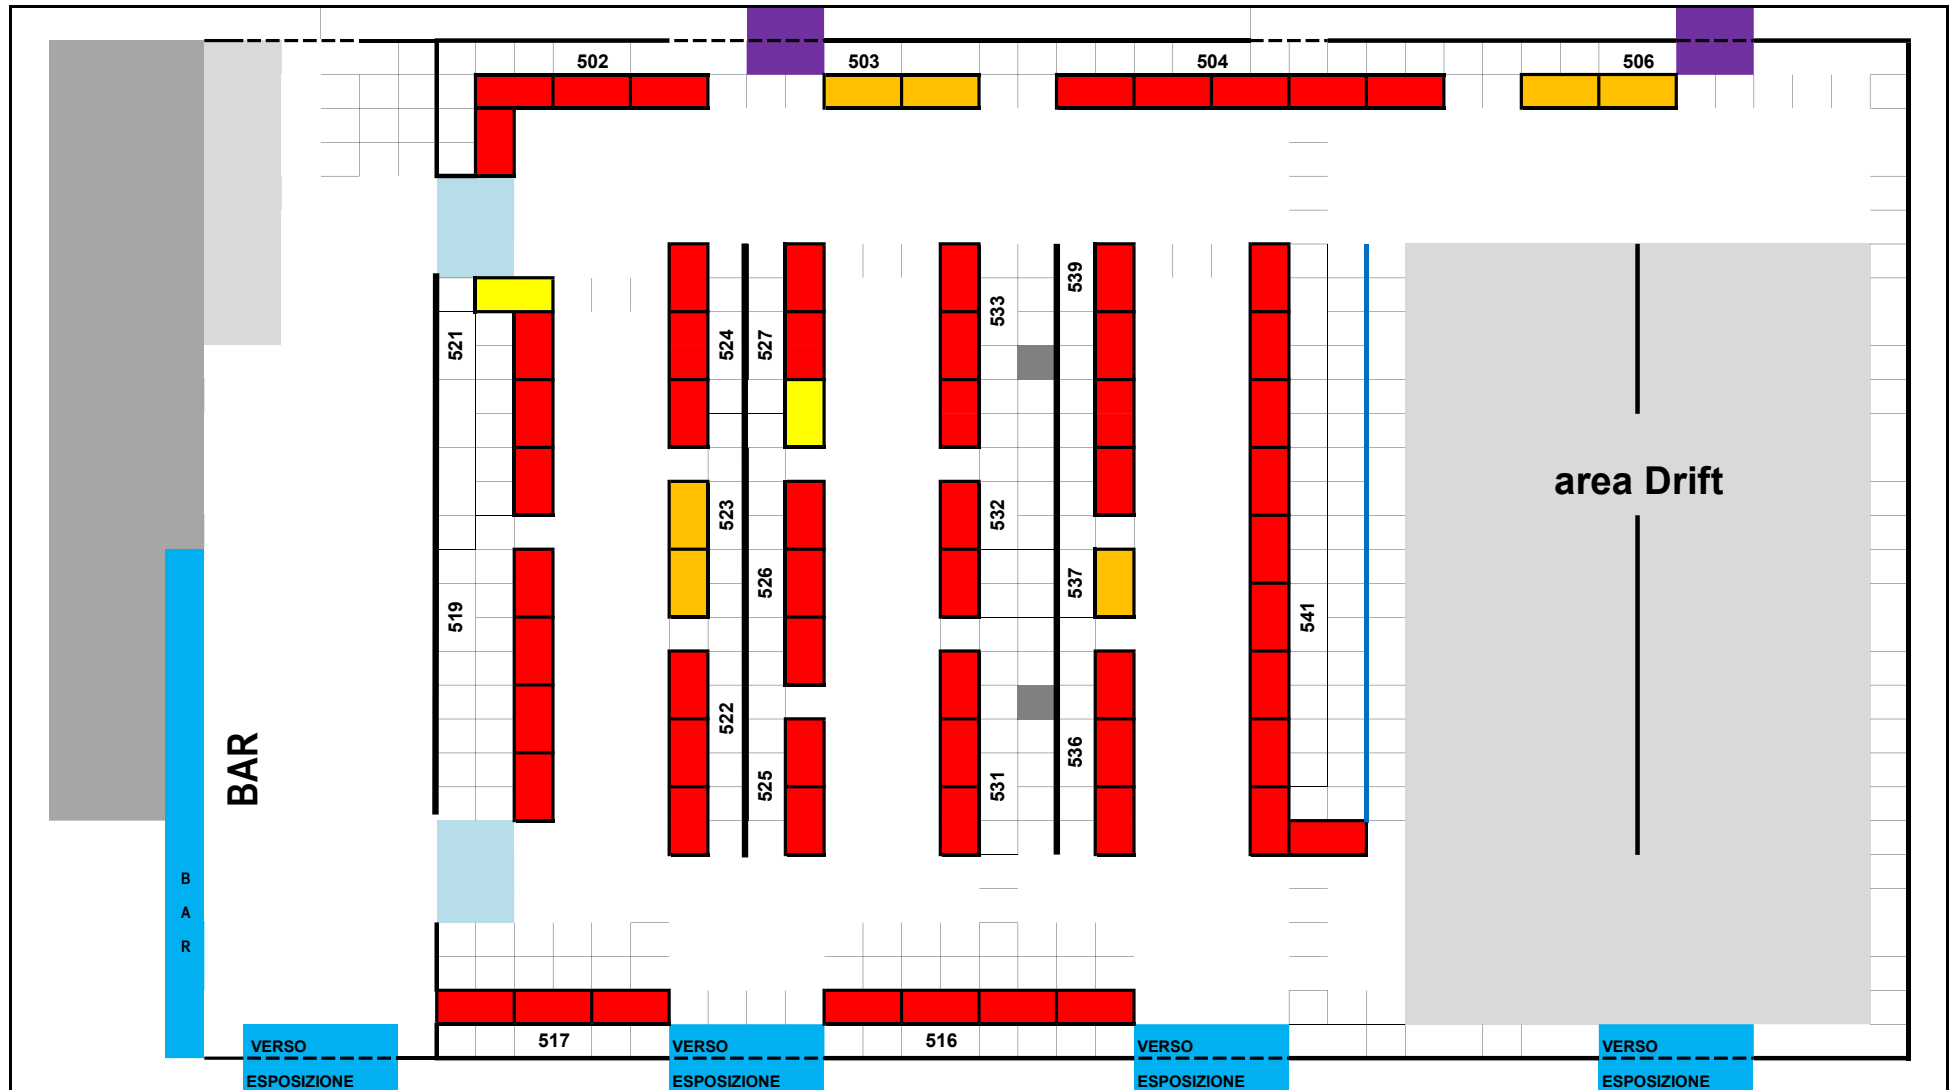 502
503
504
506
521
524
527
533
539
area Drift
523
526
532
537
519
541
522
525
531
536
BAR
B
A
R
517
516
VERSO
ESPOSIZIONE
VERSO
ESPOSIZIONE
VERSO
ESPOSIZIONE
VERSO
ESPOSIZIONE